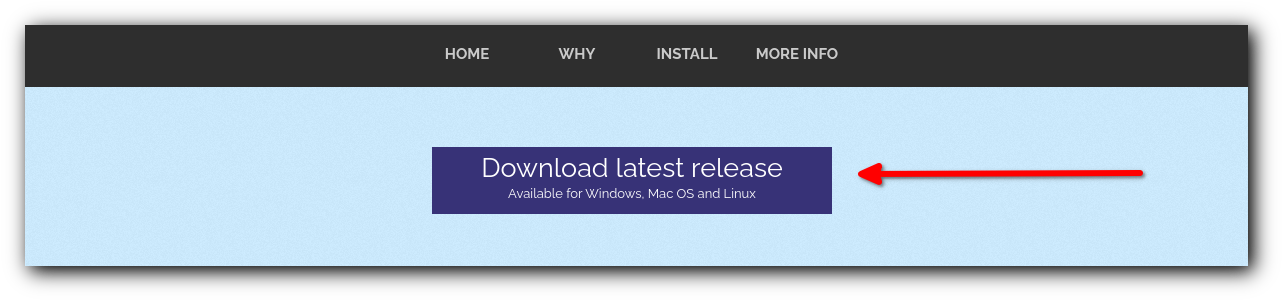 HOME WHY INSTALL MORE INFO
Download latest release
Available for Windows, Mac OS and Linux